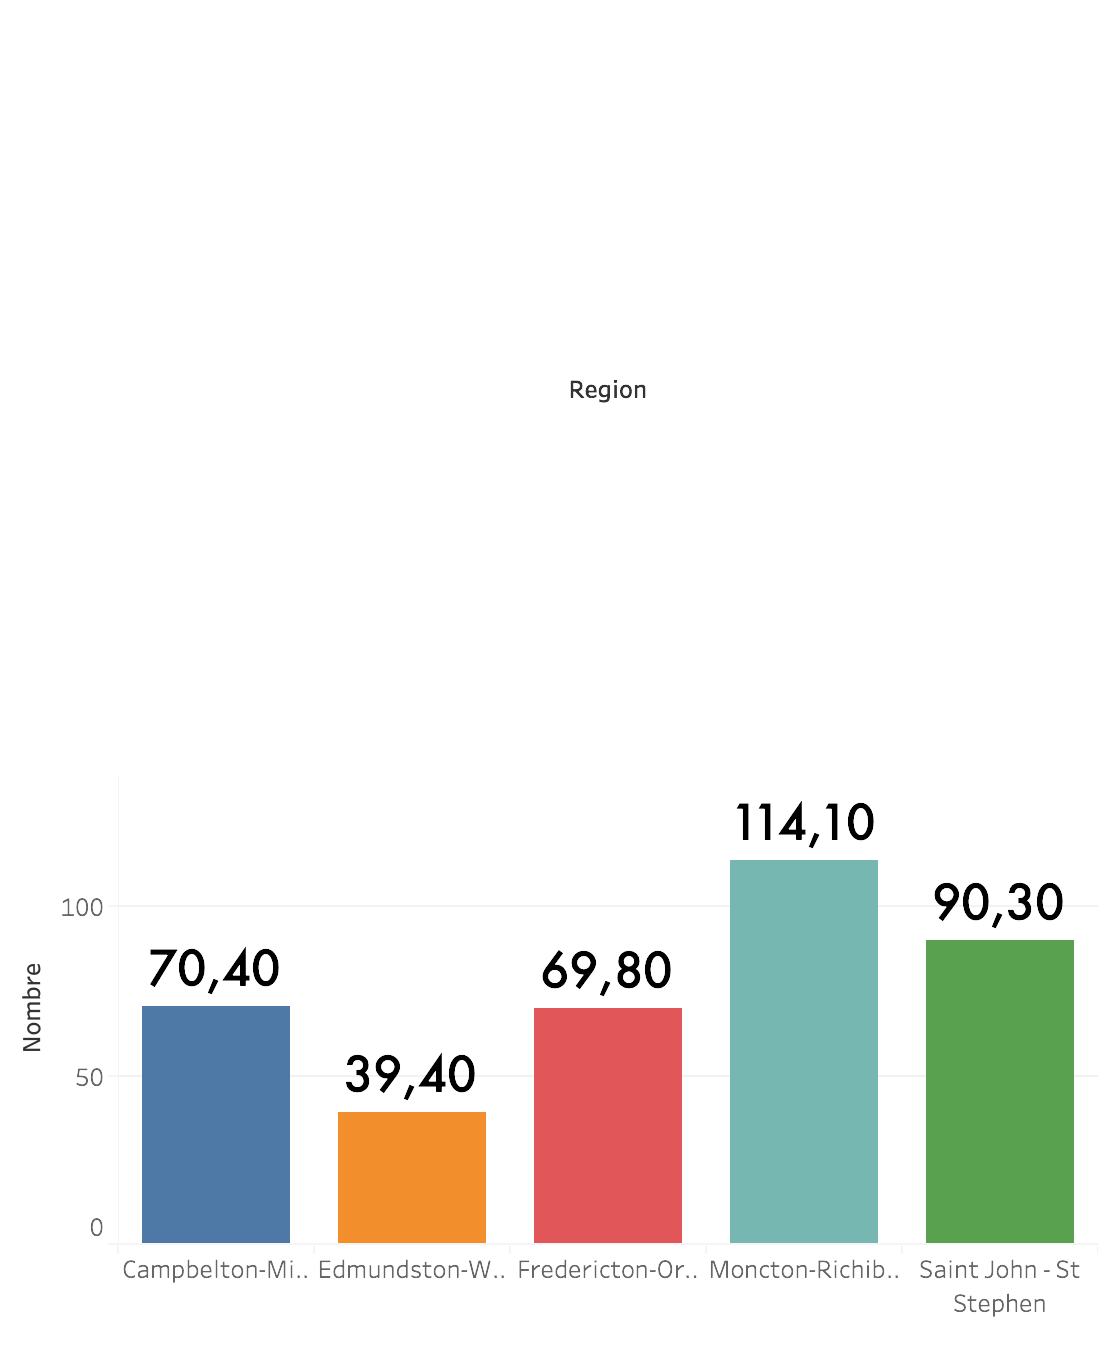 Region
114,10
90,30
100
70,40
69,80
Nombre
39,40
50
0
Campbelton-Mi..
Edmundston-W..
Fredericton-Or..
Moncton-Richib..
Saint John - St
Stephen